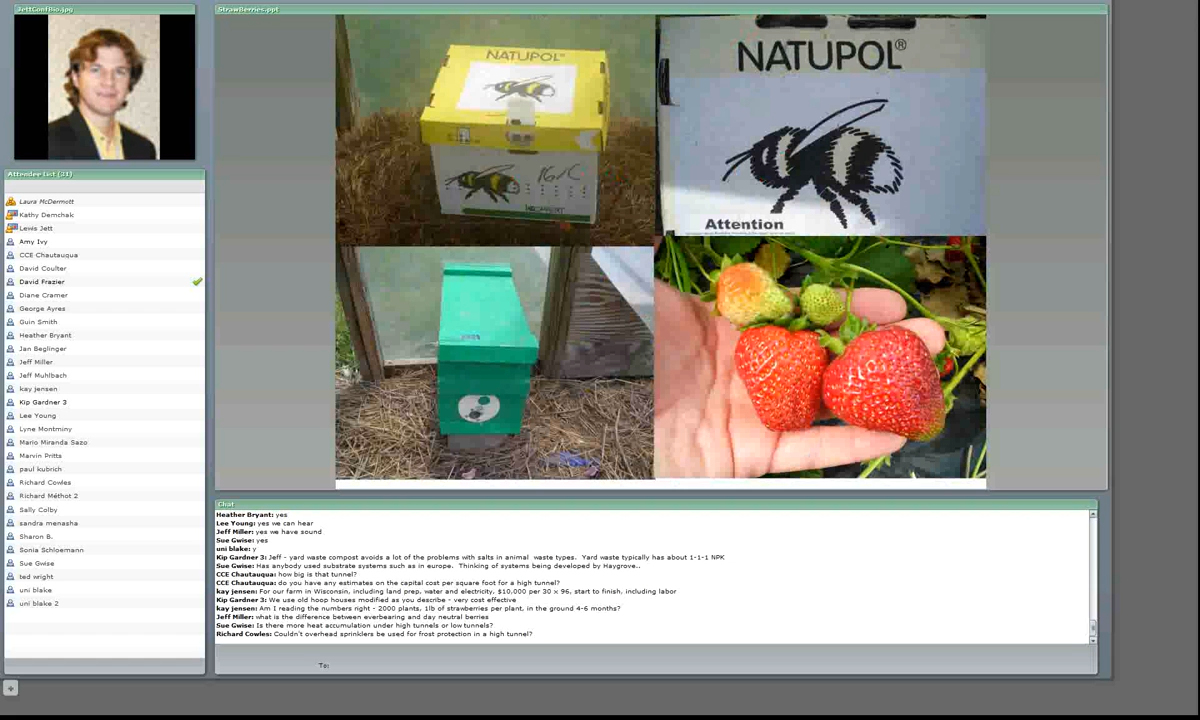 JettConfBio.jpg
StrawBerries.ppt
NATUPOL®
NATUPOL®
Attention
Attendee List (31)
Laura McDermott
Kathy Demchak
Lewis Jett
Amy Ivy
CCE Chautauqua
David Coulter
David Frazier
Diane Cramer
George Ayres
Guin Smith
Heather Bryant
Jan Beglinger
Jeff Miller
Jeff Muhlbach
kay jensen
Kip Gardner 3
Lee Young
Lyne Montminy
Mario Miranda Sazo
Marvin Pritts
paul kubrich
Richard Cowles
Richard Méthot 2
Sally Colby
sandra menasha
Sharon B.
Sonia Schloemann
Sue Gwise
ted wright
uni blake
uni blake 2
Chat
Heather Bryant: yes
Lee Young: yes we can hear
Jeff Miller: yes we have sound
Sue Gwise: yes
uni blake: y
Kip Gardner 3: Jeff - yard waste compost avoids a lot of the problems with salts in animal waste types. Yard waste typically has about 1-1-1 NPK
Sue Gwise: Has anybody used substrate systems such as in europe. Thinking of systems being developed by Haygrove..
CCE Chautauqua: how big is that tunnel?
CCE Chautauqua: do you have any estimates on the capital cost per square foot for a high tunnel?
kay jensen: For our farm in Wisconsin, including land prep, water and electricity, $10,000 per 30 x 96, start to finish, including labor
Kip Gardner 3: We use old hoop houses modified as you describe - very cost effective
kay jensen: Am I reading the numbers right - 2000 plants, 1lb of strawberries per plant, in the ground 4-6 months?
Jeff Miller: what is the difference between everbearing and day neutral berries
Sue Gwise: Is there more heat accumulation under high tunnels or low tunnels?
Richard Cowles: Couldn't overhead sprinklers be used for frost protection in a high tunnel?
To: